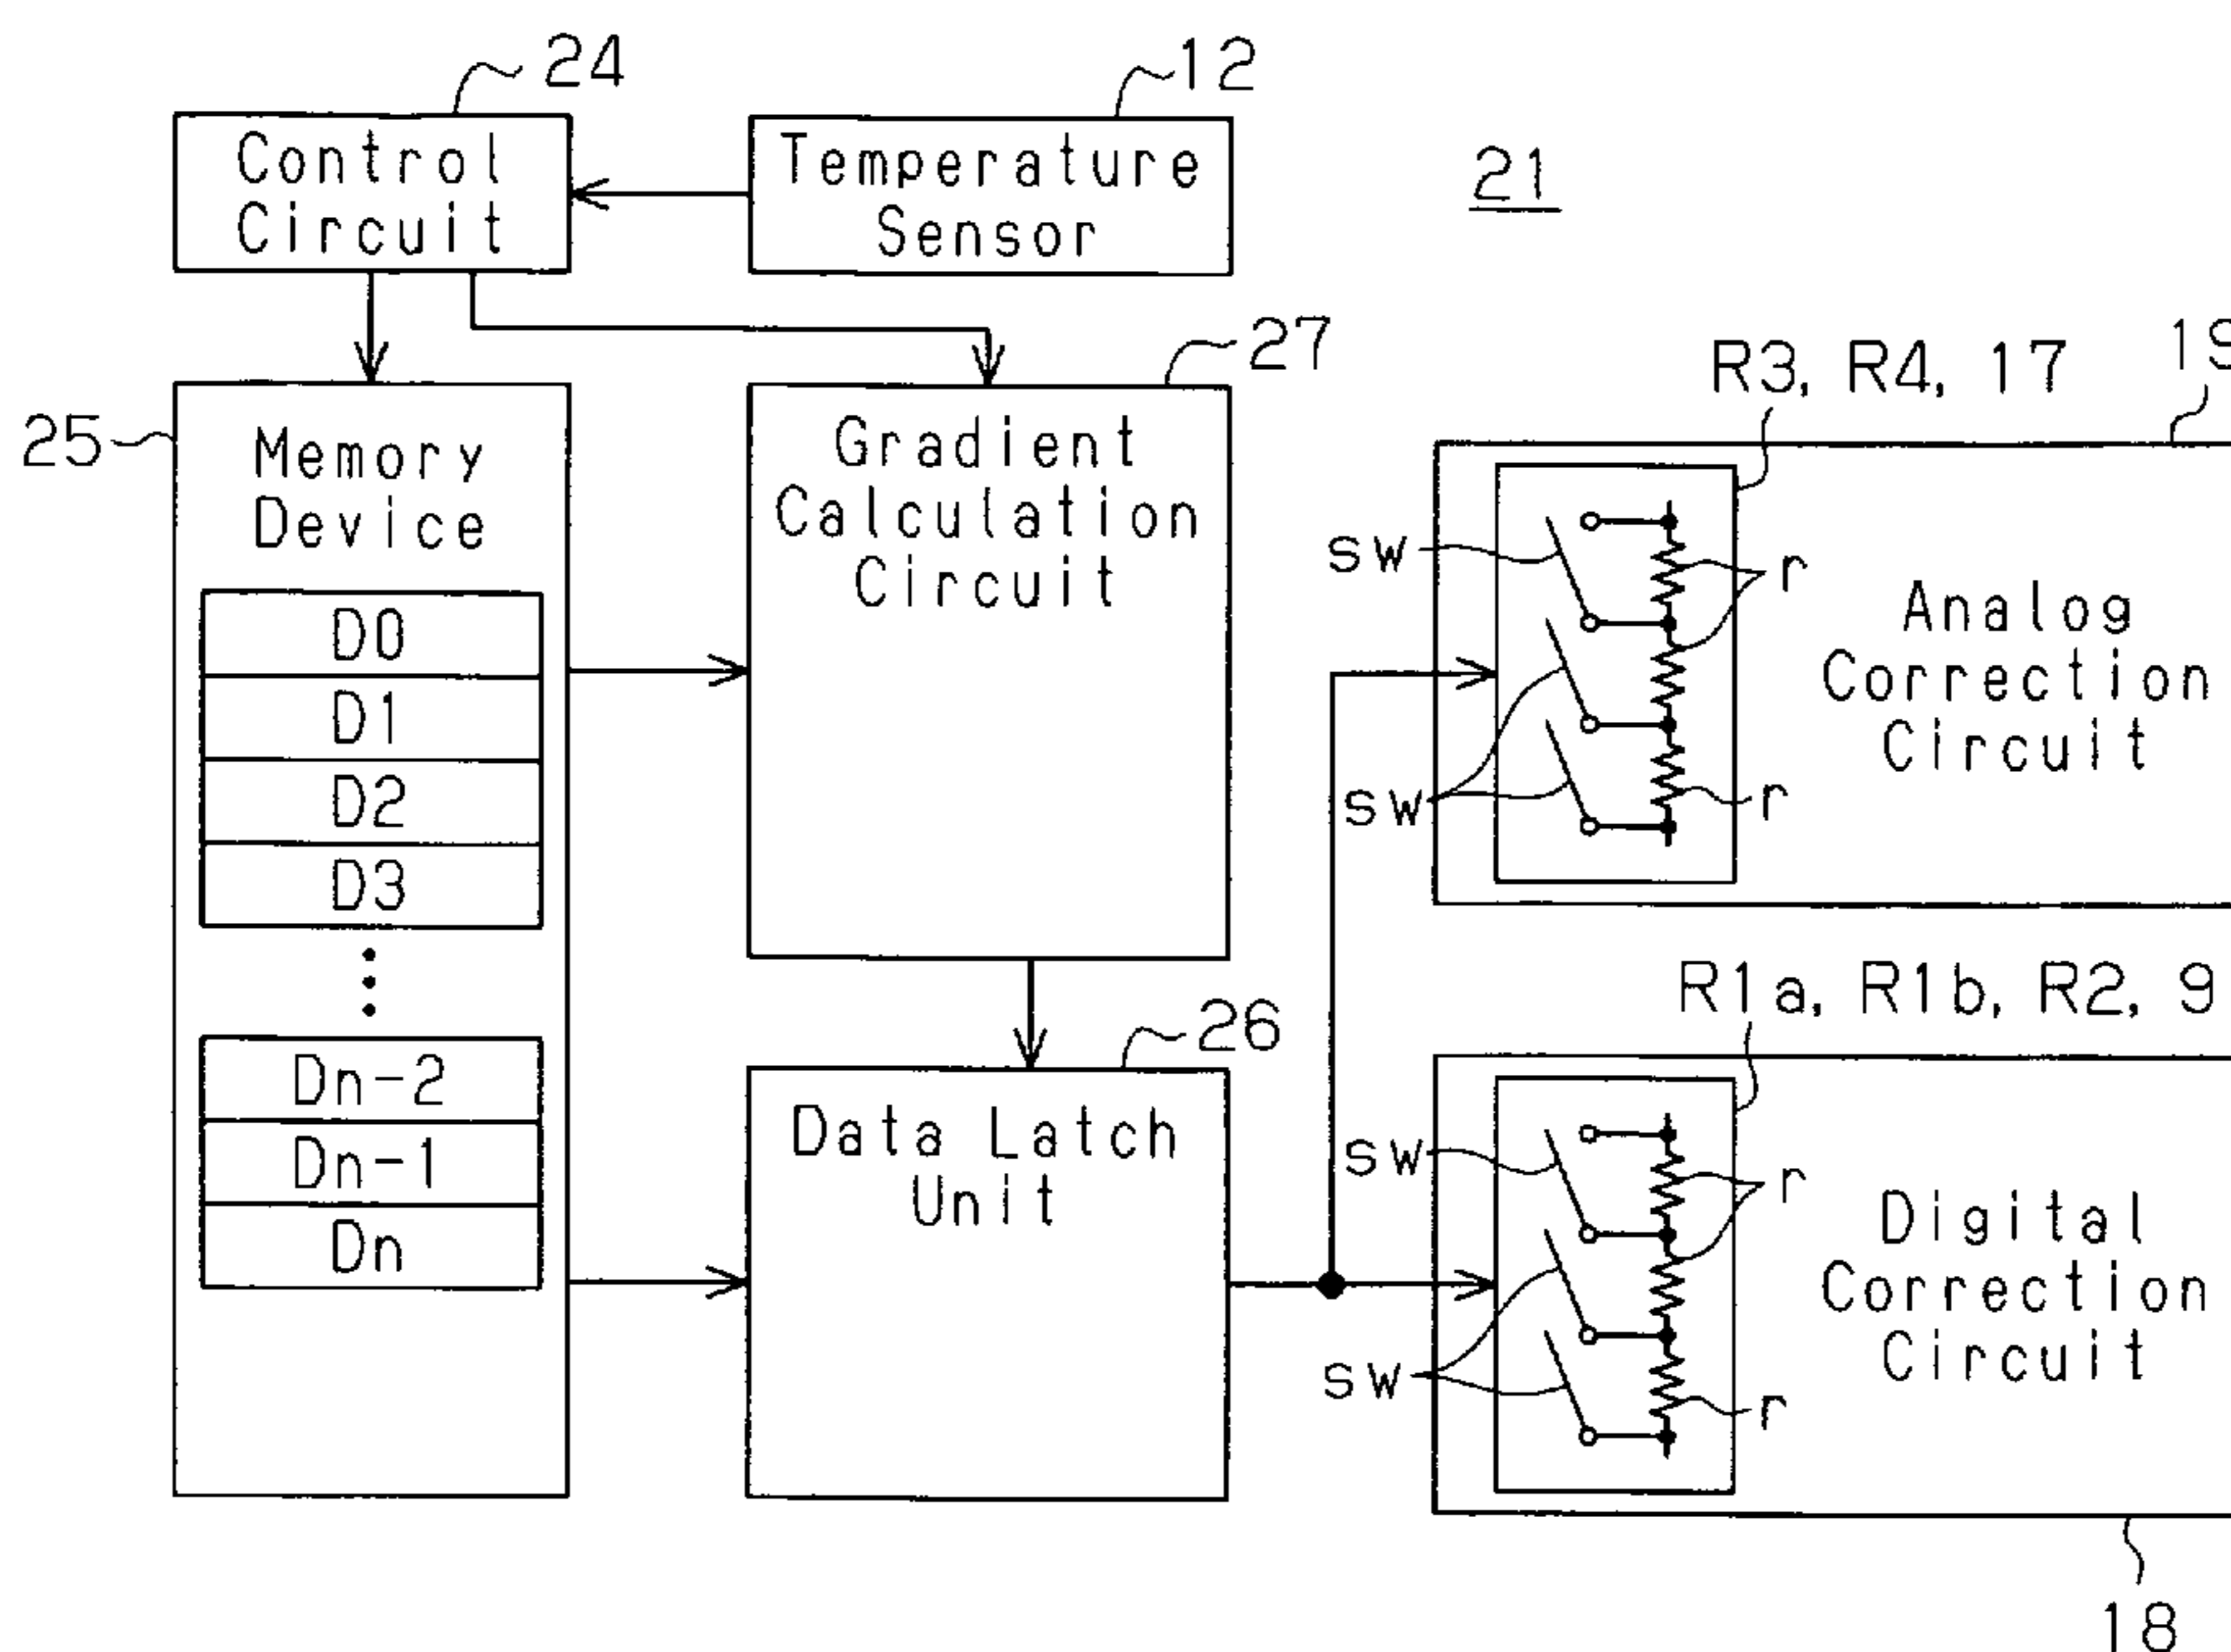 24
12
Control
Circuit
Temperature
Sensor
21
27
R3, R4, 17
19
25
Memory
Device
Gradient
Calculation
Circuit
sw
r
Analog
Correction
Circuit
sw
r
D0
D1
D2
D3
R1a, R1b, R2, 9
26
Dn-2
Dn-1
Dn
Data Latch
Unit
sw
r
Digital
Correction
Circuit
sw
r
18